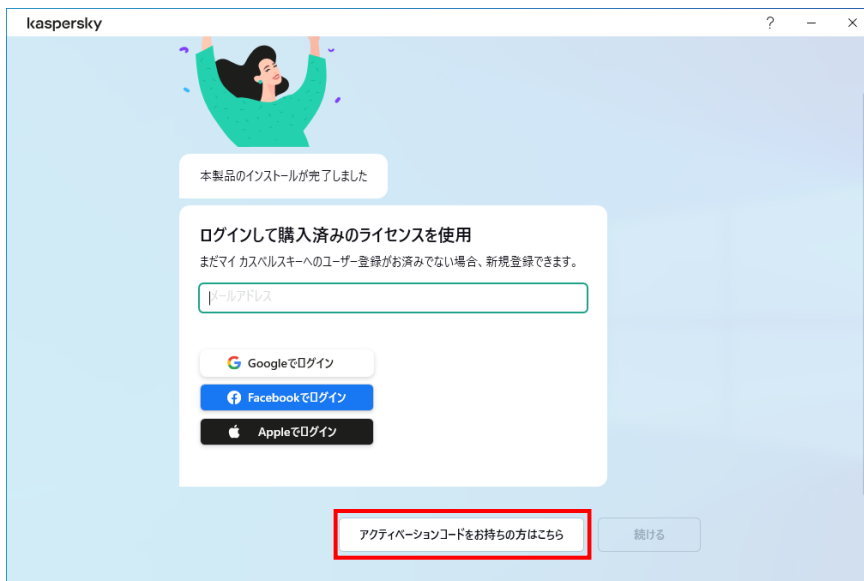 kaspersky
本製品のインストールが完了しました
ログインして購入済みのライセンスを使用
まだマイ カスペルスキーへのユーザー登録がお済みでない場合、新規登録できます。
メールアドレス
Googleでログイン
Facebookでログイン
Appleでログイン
アクティベーションコードをお持ちの方はこちら
続ける